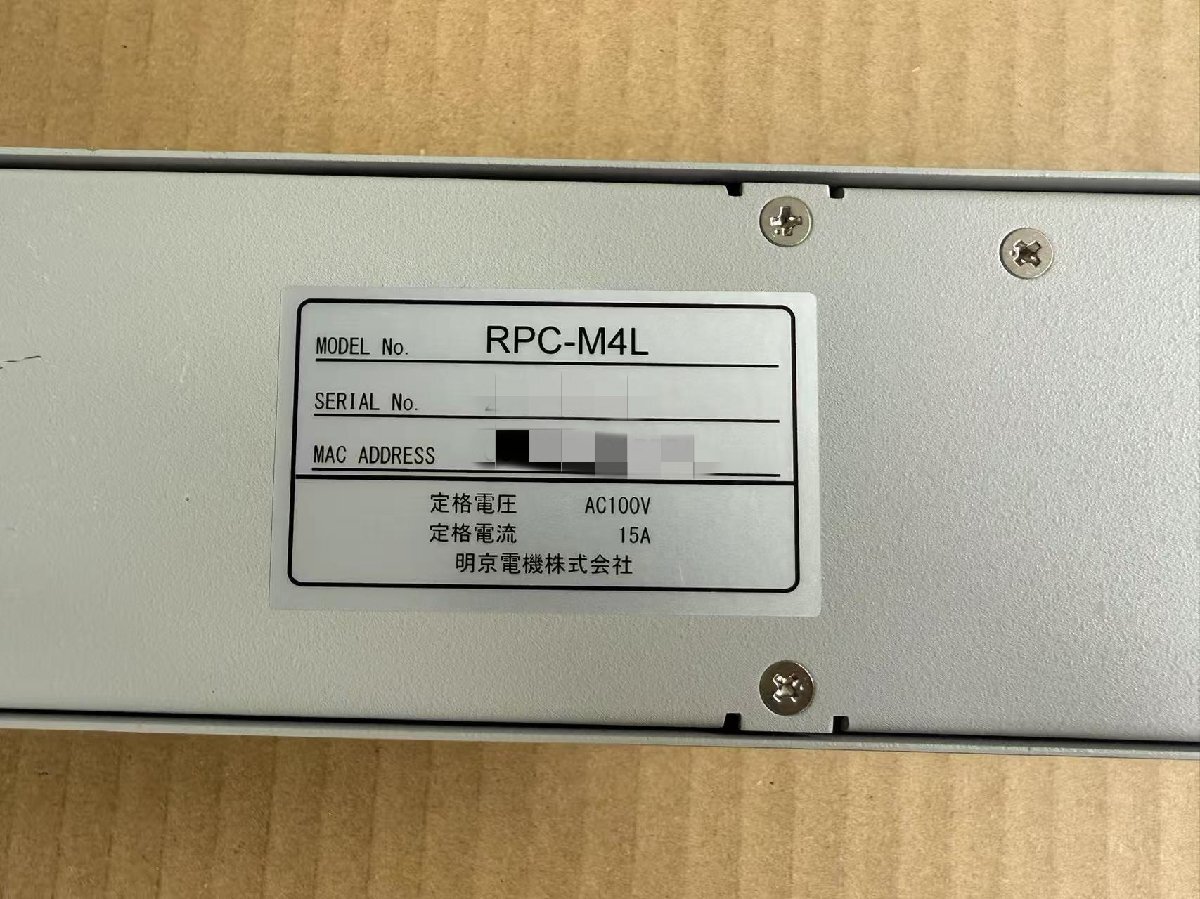 MODEL No. RPC-M4L
SERIAL No.
MAC ADDRESS
定格電圧 AC100V
定格電流 15A
明京電機株式会社